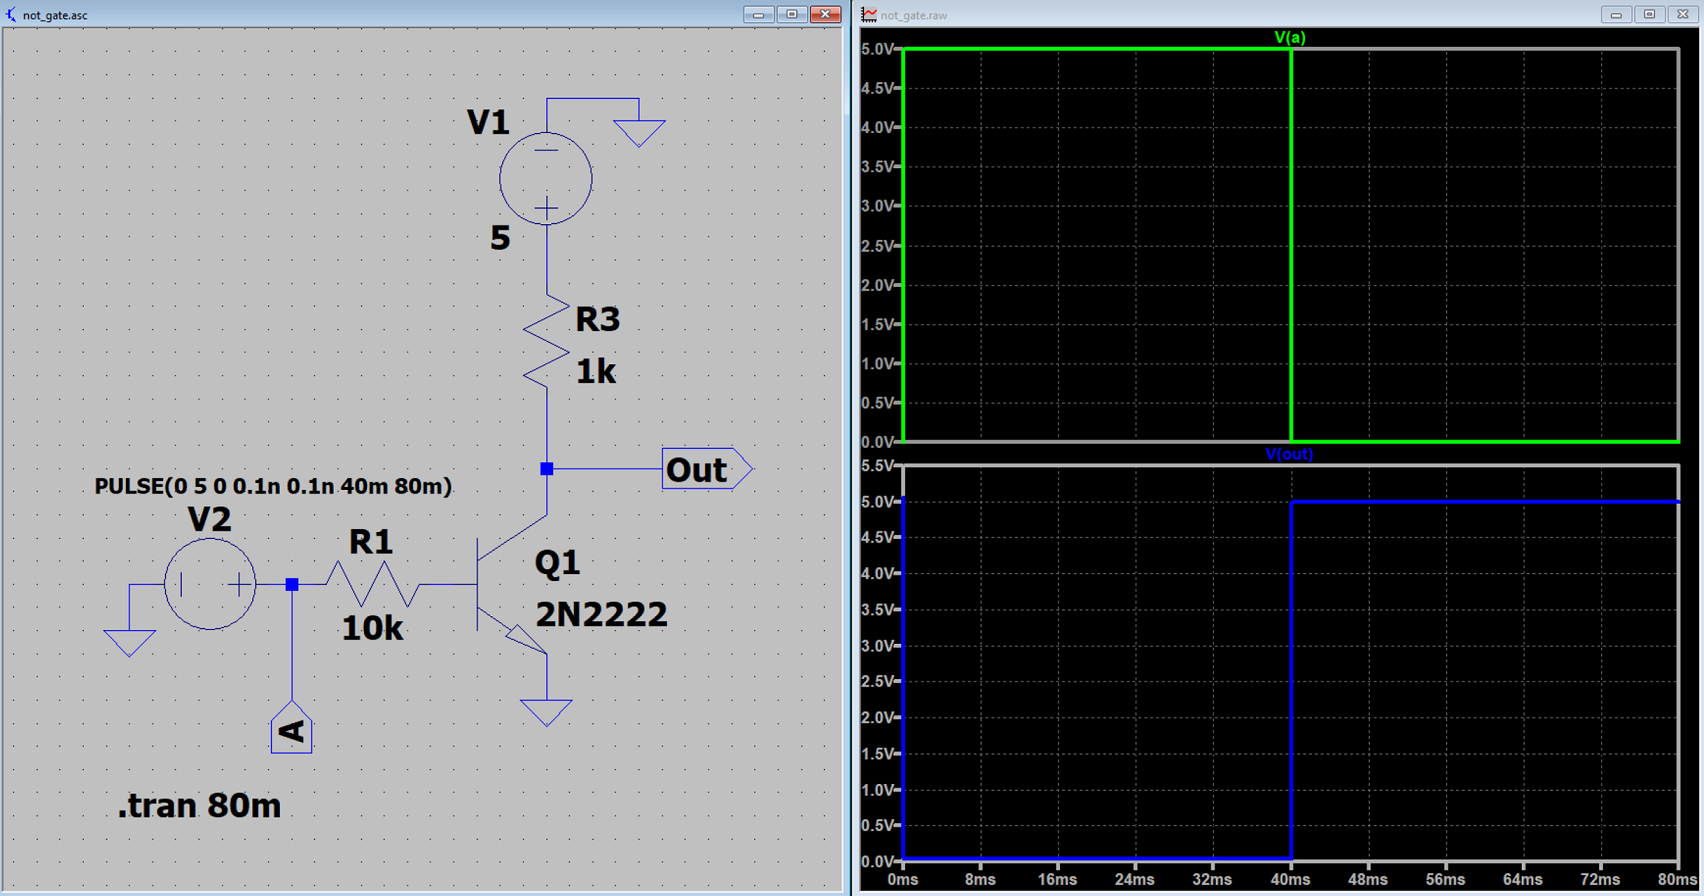 not_gate.asc
V1
5
R3
1k
Out
PULSE(0 5 0 0.1n 0.1n 40m 80m)
V2
R1
Q1
10k
2N2222
A
.tran 80m
not_gate.raw
V(a)
5.0V
4.5V
4.0V
3.5V
3.0V
2.5V
2.0V
1.5V
1.0V
0.5V
0.0V
V(out)
5.5V
5.0V
4.5V
4.0V
3.5V
3.0V
2.5V
2.0V
1.5V
1.0V
0.5V
0.0V
0ms 8ms 16ms 24ms 32ms 40ms 48ms 56ms 64ms 72ms 80ms